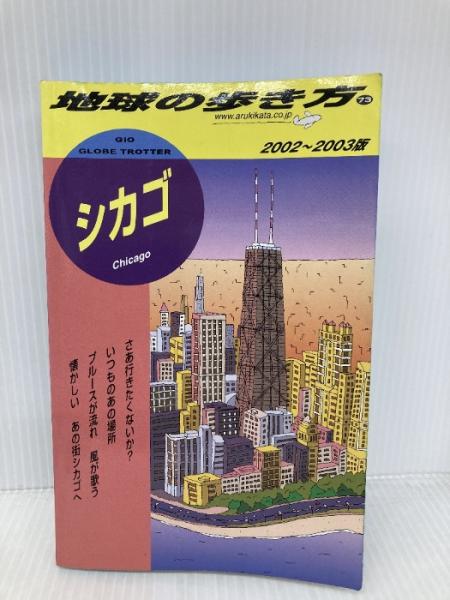 地球の歩き方 73
www.arukikata.co.jp
GIO
GLOBE TROTTER
2002~2003版
シカゴ
Chicago
さあ行きたくないか?
いつものあの場所
ブルースが流れ 風が歌う
懐かしい あの街シカゴへ